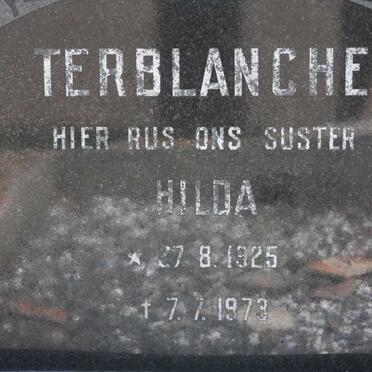 TERBLANCHE
HIER RUS ONS SUSTER
HILDA
* 27. 8. 1925
† 7. 7. 1973